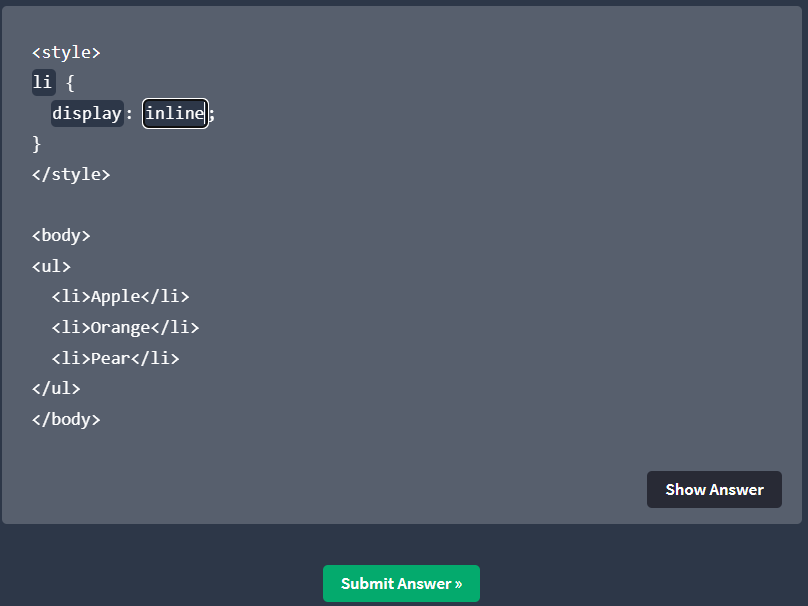 <style>
li {
  display: inline;
}
</style>

<body>
<ul>
  <li>Apple</li>
  <li>Orange</li>
  <li>Pear</li>
</ul>
</body>
Show Answer
Submit Answer »